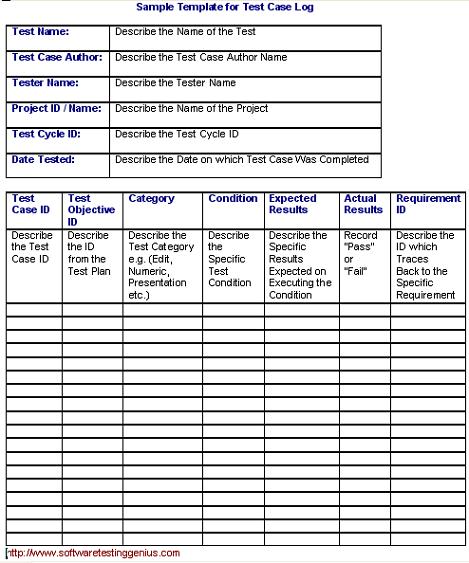 Sample Template for Test Case Log
Test Name: Describe the Name of the Test
Test Case Author: Describe the Test Case Author Name
Tester Name: Describe the Tester Name
Project ID / Name: Describe the Name of the Project
Test Cycle ID: Describe the Test Cycle ID
Date Tested: Describe the Date on which Test Case Was Completed
Test Case ID
Test Objective ID
Category
Condition
Expected Results
Actual Results
Requirement ID
Describe the Test Case ID
Describe the ID from the Test Plan
Describe the Test Category e.g. (Edit, Numeric, Presentation etc.)
Describe the Specific Test Condition
Describe the Specific Results Expected on Executing the Condition
Record "Pass" or "Fail"
Describe the ID which Traces Back to the Specific Requirement
http://www.softwaretestinggenius.com